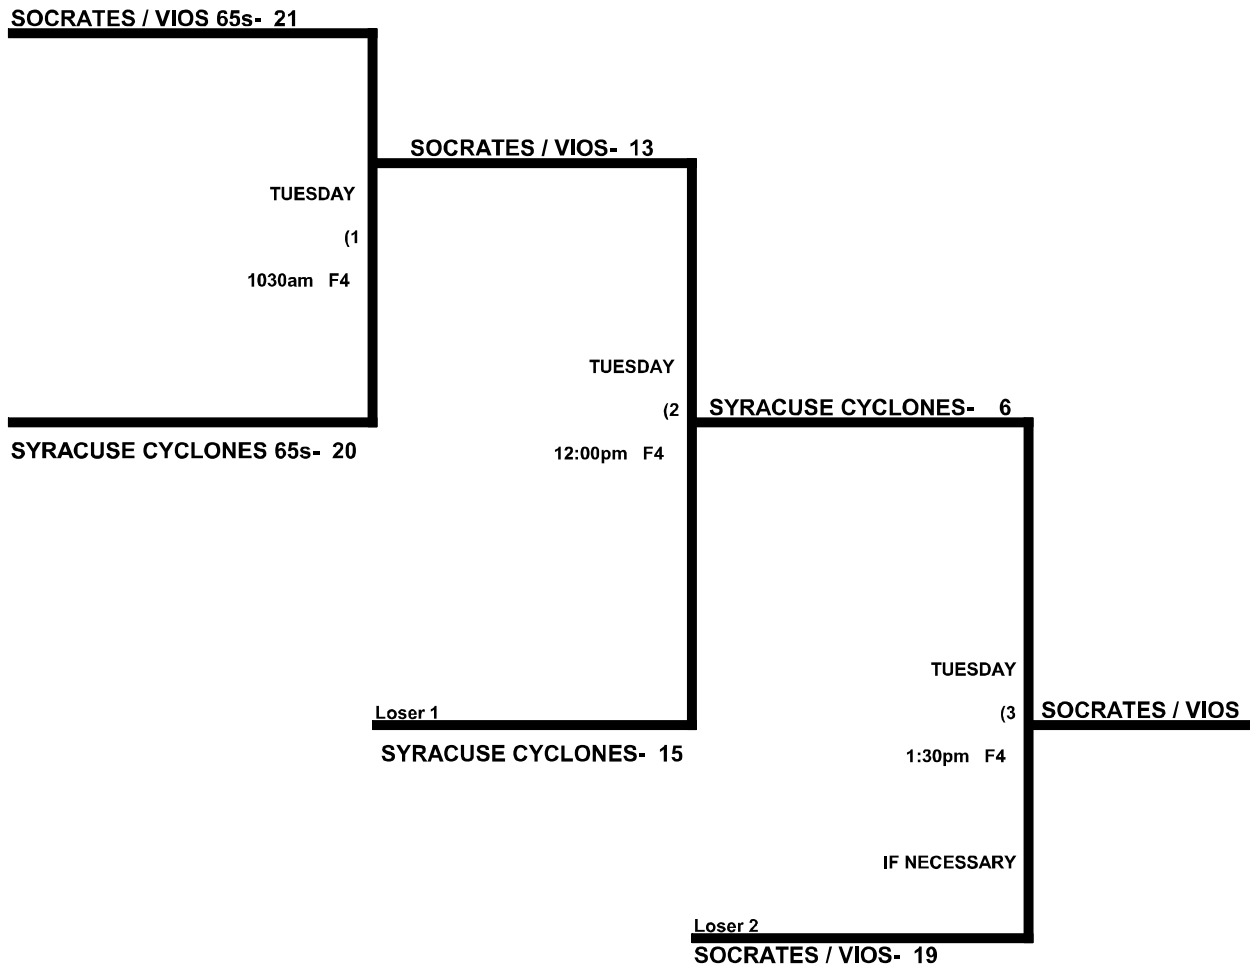 SOCRATES / VIOS 65s- 21
SOCRATES / VIOS- 13
TUESDAY
(1
1030am F4
TUESDAY
(2
SYRACUSE CYCLONES- 6
SYRACUSE CYCLONES 65s- 20
12:00pm F4
TUESDAY
Loser 1
(3
SOCRATES / VIOS
SYRACUSE CYCLONES- 15
1:30pm F4
IF NECESSARY
Loser 2
SOCRATES / VIOS- 19